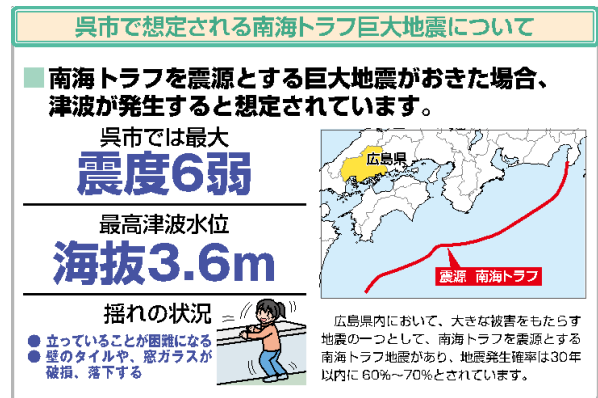 呉市で想定される南海トラフ巨大地震について
南海トラフを震源とする巨大地震がおきた場合、
津波が発生すると想定されています。
呉市では最大
震度6弱
最高津波水位
海抜3.6m
揺れの状況
● 立っていることが困難になる
● 壁のタイルや、窓ガラスが
破損、落下する
広島県
震源 南海トラフ
広島県内において、大きな被害をもたらす
地震の一つとして、南海トラフを震源とする
南海トラフ地震があり、地震発生確率は30年
以内に60%～70%とされています。